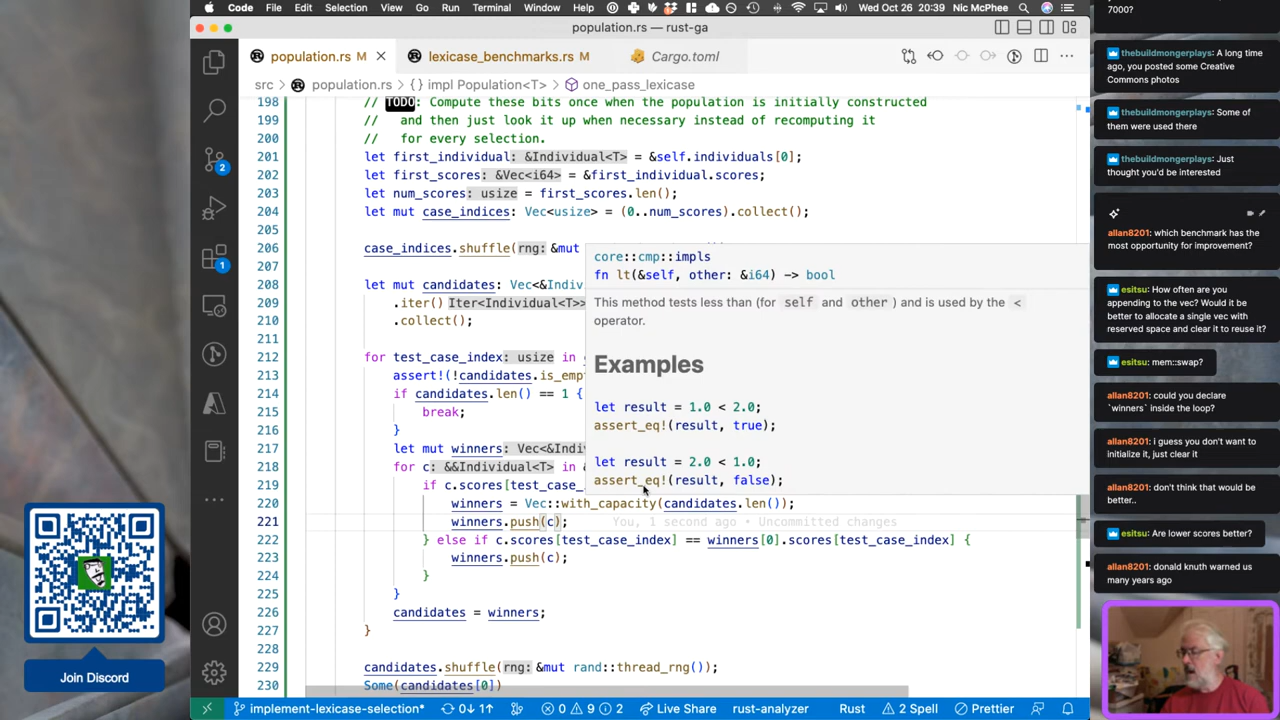 Code File Edit Selection View Go Run Terminal Window Help Wed Oct 26 20:39 Nic McPhee
population.rs — rust-ga
population.rs M lexicase_benchmarks.rs M Cargo.toml
src > population.rs > {} impl Population<T> > one_pass_lexicase
198 // TODO: Compute these bits once when the population is initially constructed
199 // and then just look it up when necessary instead of recomputing it
200 // for every selection.
201 let first_individual: &Individual<T> = &self.individuals[0];
202 let first_scores: &Vec<i64> = &first_individual.scores;
203 let num_scores: usize = first_scores.len();
204 let mut case_indices: Vec<usize> = (0..num_scores).collect();
205
206 case_indices.shuffle(rng: &mut
207
208 let mut candidates: Vec<&Indiv
209 .iter() Iter<Individual<T>>
210 .collect();
211
212 for test_case_index: usize in
213 assert!(!candidates.is_emp
214 if candidates.len() == 1 {
215 break;
216 }
217 let mut winners: Vec<&Indi
218 for c: &&Individual<T> in &
219 if c.scores[test_case_
220 winners = Vec::with_capacity(candidates.len());
221 winners.push(c); You, 1 second ago • Uncommitted changes
222 } else if c.scores[test_case_index] == winners[0].scores[test_case_index] {
223 winners.push(c);
224 }
225 }
226 candidates = winners;
227 }
228
229 candidates.shuffle(rng: &mut rand::thread_rng());
230 Some(candidates[0])
core::cmp::impls
fn lt(&self, other: &i64) -> bool
This method tests less than (for self and other ) and is used by the <
operator.
Examples
let result = 1.0 < 2.0;
assert_eq!(result, true);
let result = 2.0 < 1.0;
assert_eq!(result, false);
2
1
implement-lexicase-selection* 0↓ 1↑ 0 9 2 Live Share rust-analyzer Rust 2 Spell Prettier
Join Discord
7000?
thebuildmongerplays: A long time
ago, you posted some Creative
Commons photos
thebuildmongerplays: Some of
them were used there
thebuildmongerplays: Just
thought you'd be interested
allan8201: which benchmark has the
most opportunity for improvement?
esitsu: How often are you
appending to the vec? Would it be
better to allocate a single vec with
reserved space and clear it to reuse it?
esitsu: mem::swap?
allan8201: could you declare
`winners` inside the loop?
allan8201: i guess you don't want to
initialize it, just clear it
allan8201: don't think that would be
better..
esitsu: Are lower scores better?
allan8201: donald knuth warned us
many years ago